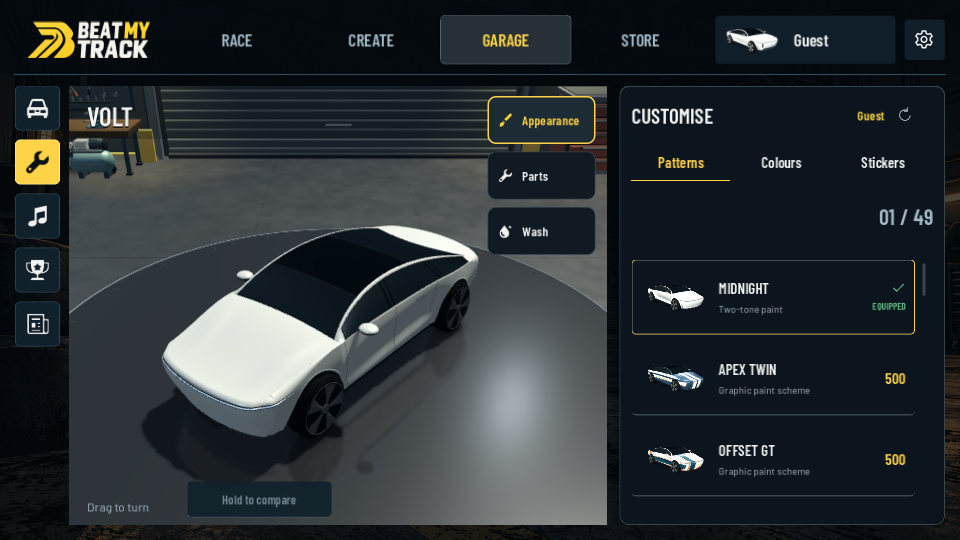 BEATMY
TRACK
RACE
CREATE
GARAGE
STORE
Guest
VOLT
Appearance
Parts
Wash
Drag to turn
Hold to compare
CUSTOMISE
Guest
Patterns
Colours
Stickers
01 / 49
MIDNIGHT
Two-tone paint
EQUIPPED
APEX TWIN
Graphic paint scheme
500
OFFSET GT
Graphic paint scheme
500